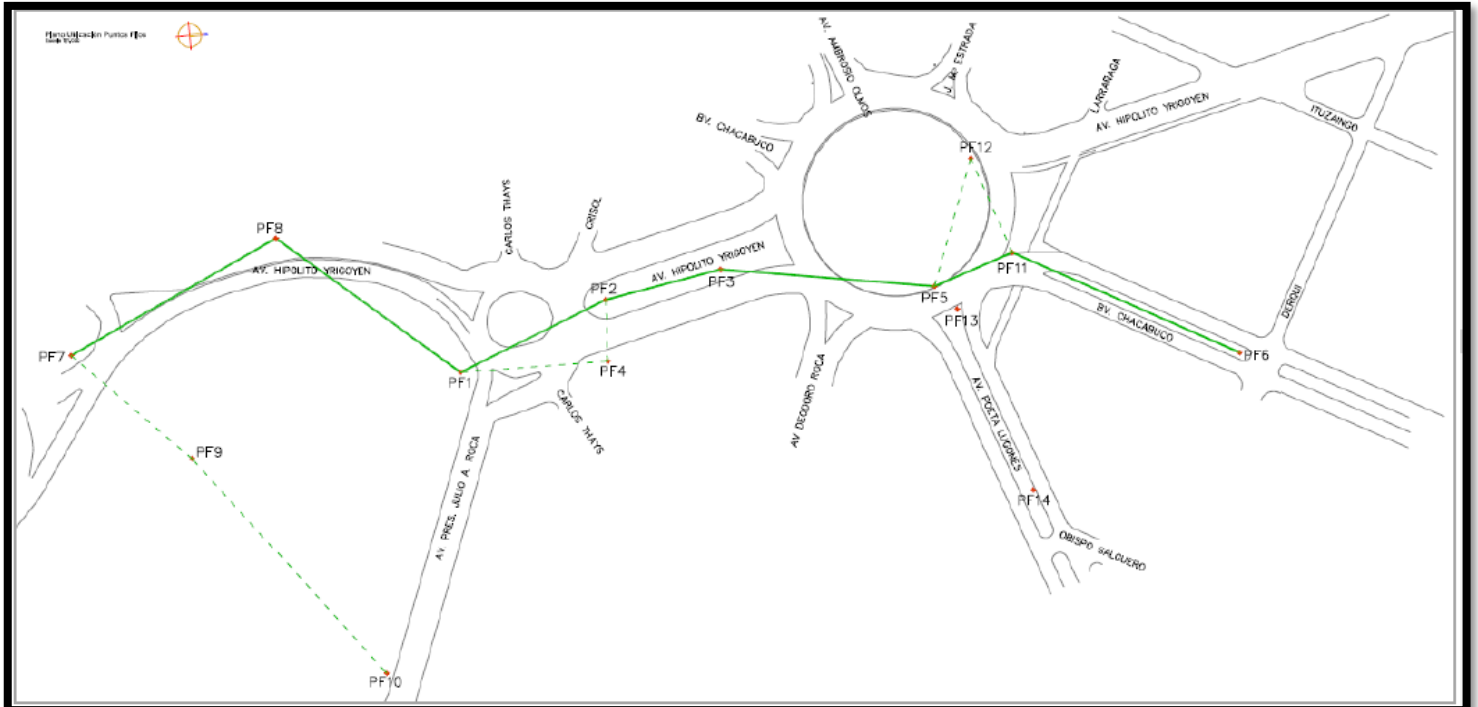 Plano Utilización Puntos Fijos
AV. AMBROSIO OLMOS
J. M. ESTRADA
LARRAÑAGA
AV. HIPOLITO YRIGOYEN
ITUZAINGO
BV. CHACABUCO
PF12
CARLOS THAYS
CRISOL
PF8
AV. HIPOLITO YRIGOYEN
AV. HIPOLITO YRIGOYEN
PF11
PF3
PF2
PF5
DERQUI
BV. CHACABUCO
PF13
PF7
PF6
PF4
PF1
CARLOS THAYS
AV DEODORO ROCA
AV. POETA LUGONES
PF9
AV. PRES. JULIO A. ROCA
PF14
OBISPO SALGUERO
PF10